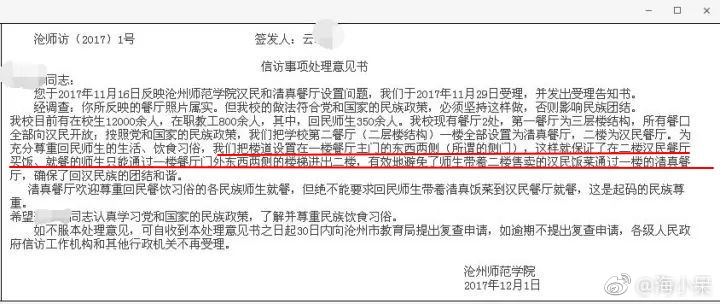 沧师访（2017）1号 签发人：云
信访事项处理意见书
同志：
您于2017年11月16日反映沧州师范学院汉民和清真餐厅设置问题，我们于2017年11月29日受理，并发出受理告知书。
经调查：你所反映的餐厅照片属实。但我校的做法符合党和国家的民族政策，必须坚持这样做，否则影响民族团结。
我校目前有在校生12000余人，在职教工800余人，其中，回民师生350余人。我校现有餐厅2处，第一餐厅为三层楼结构，所有餐口
全部向汉民开放；按照党和国家的民族政策，我们把学校第二餐厅（二层楼结构）一楼全部设置为清真餐厅，二楼为汉民餐厅。为
充分尊重回民师生的生活、饮食习俗，我们把楼道设置在一楼餐厅主门的东西两侧（所谓的侧门），这样就保证了在二楼汉民餐厅
买饭、就餐的师生只能通过一楼餐厅门外东西两侧的楼梯进出二楼，有效地避免了师生带着二楼售卖的汉民饭菜通过一楼的清真餐
厅，确保了回汉民族的团结和谐。
清真餐厅欢迎尊重回民餐饮习俗的各民族师生就餐，但绝不能要求回民师生带着清真饭菜到汉民餐厅就餐，这是起码的民族尊
重。
希望 同志认真学习党和国家的民族政策，了解并尊重民族饮食习俗。
如不服本处理意见，可自收到本处理意见书之日起30日内向沧州市教育局提出复查申请，如逾期不提出复查申请，各级人民政
府信访工作机构和其他行政机关不再受理。
沧州师范学院
2017年12月1日
@海小呆